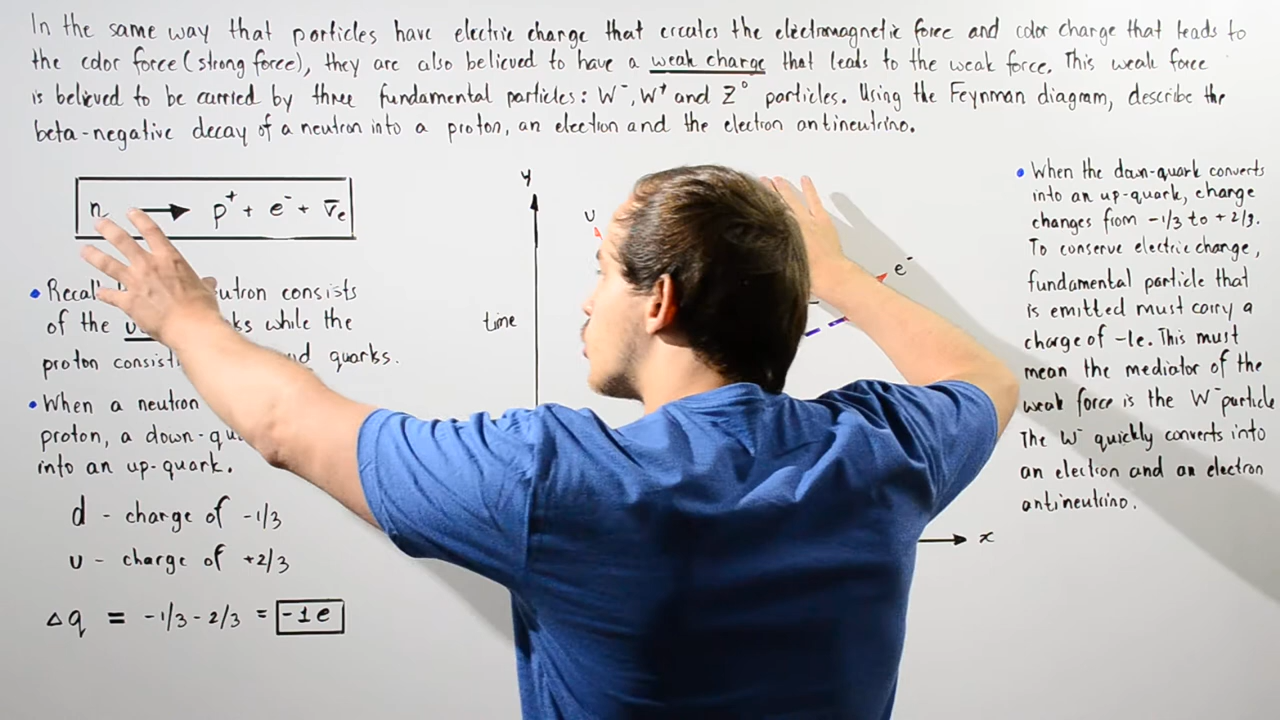 In the same way that particles have electric charge that creates the electromagnetic force and color charge that leads to
the color force (strong force), they are also believed to have a weak charge that leads to the weak force. This weak force
is believed to be carried by three fundamental particles: W⁻, W⁺ and Z⁰ particles. Using the Feynman diagram, describe the
beta-negative decay of a neutron into a proton, an electron and the electron antineutrino.
n → p⁺ + e⁻ + ν̅e
• Recal utron consists
of the ks while the
proton consist quarks.
• When a neutron
proton, a down-qu
into an up-quark.
d - charge of -1/3
u - charge of +2/3
Δq = -1/3 - 2/3 = -1e
y
u
e⁻
time
x
• When the down-quark converts
into an up-quark, charge
changes from -1/3 to +2/3.
To conserve electric change,
fundamental particle that
is emitted must carry a
charge of -1e. This must
mean the mediator of the
weak force is the W⁻ particle
The W⁻ quickly converts into
an electron and an electron
antineutrino.